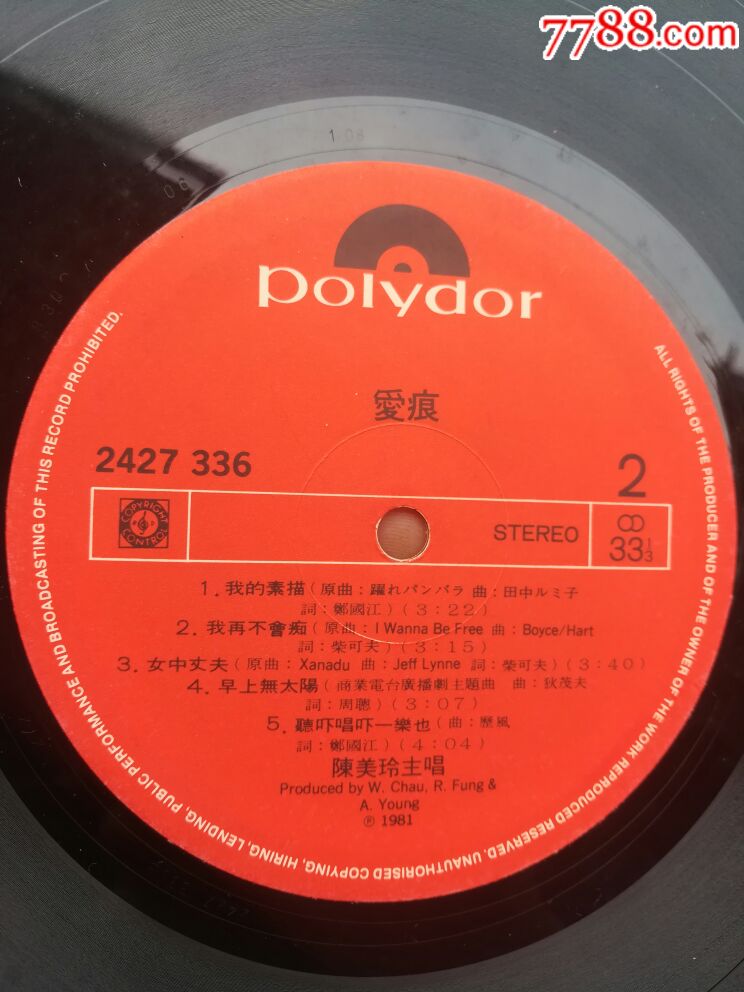 7788.com
polydor
愛痕
2427 336
2
COPYRIGHT CONTROL
STEREO
33 1/3
1. 我的素描(原曲:躍れバンバラ 曲:田中ルミ子
詞:鄭國江)(3:22)
2. 我再不會痴(原曲:I Wanna Be Free 曲:Boyce/Hart
詞:柴可夫)(3:15)
3. 女中丈夫(原曲:Xanadu 曲:Jeff Lynne 詞:柴可夫)(3:40)
4. 早上無太陽(商業電台廣播劇主題曲 曲:狄茂夫
詞:周聰)(3:07)
5. 聽吓唱吓一樂也(曲:歷風
詞:鄭國江)(4:04)
陳美玲主唱
Produced by W. Chau, R. Fung &
A. Young
℗ 1981
ALL RIGHTS OF THE PRODUCER AND OF THE OWNER OF THE WORK REPRODUCED RESERVED. UNAUTHORISED COPYING, HIRING, LENDING, PUBLIC PERFORMANCE AND BROADCASTING OF THIS RECORD PROHIBITED.